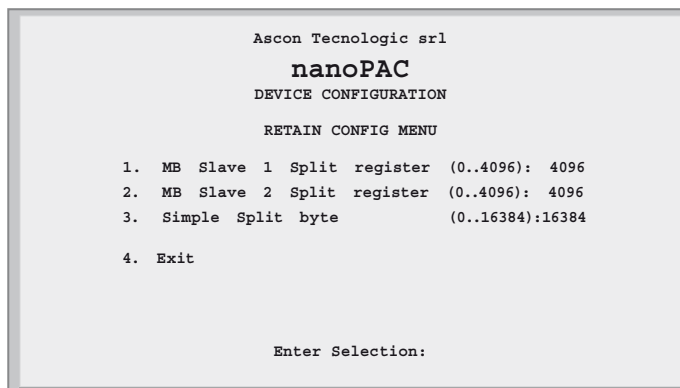 Ascon Tecnologic srl
nanoPAC
DEVICE CONFIGURATION
RETAIN CONFIG MENU
1. MB Slave 1 Split register (0..4096): 4096
2. MB Slave 2 Split register (0..4096): 4096
3. Simple Split byte (0..16384):16384
4. Exit
Enter Selection: